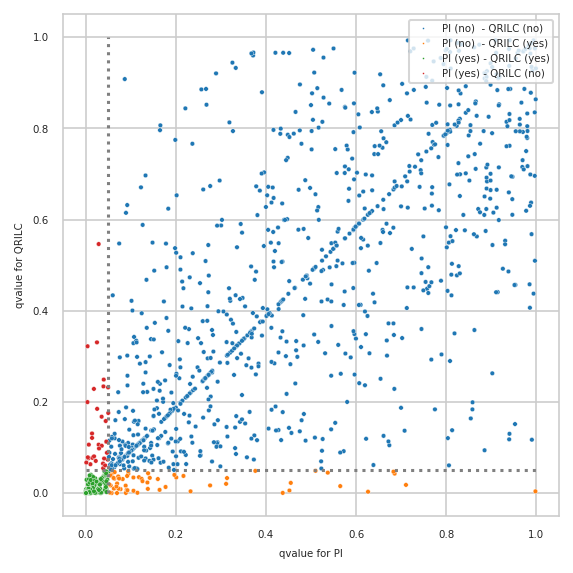 PI (no) - QRILC (no)
PI (no) - QRILC (yes)
PI (yes) - QRILC (yes)
PI (yes) - QRILC (no)
1.0
0.8
0.6
0.4
0.2
0.0
qvalue for QRILC
0.0 0.2 0.4 0.6 0.8 1.0
qvalue for PI